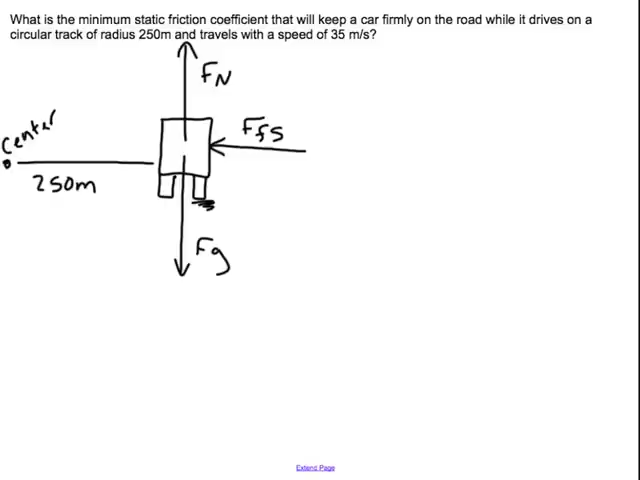 What is the minimum static friction coefficient that will keep a car firmly on the road while it drives on a
circular track of radius 250m and travels with a speed of 35 m/s?
FN
Center
Ffs
250m
Fg
Extend Page